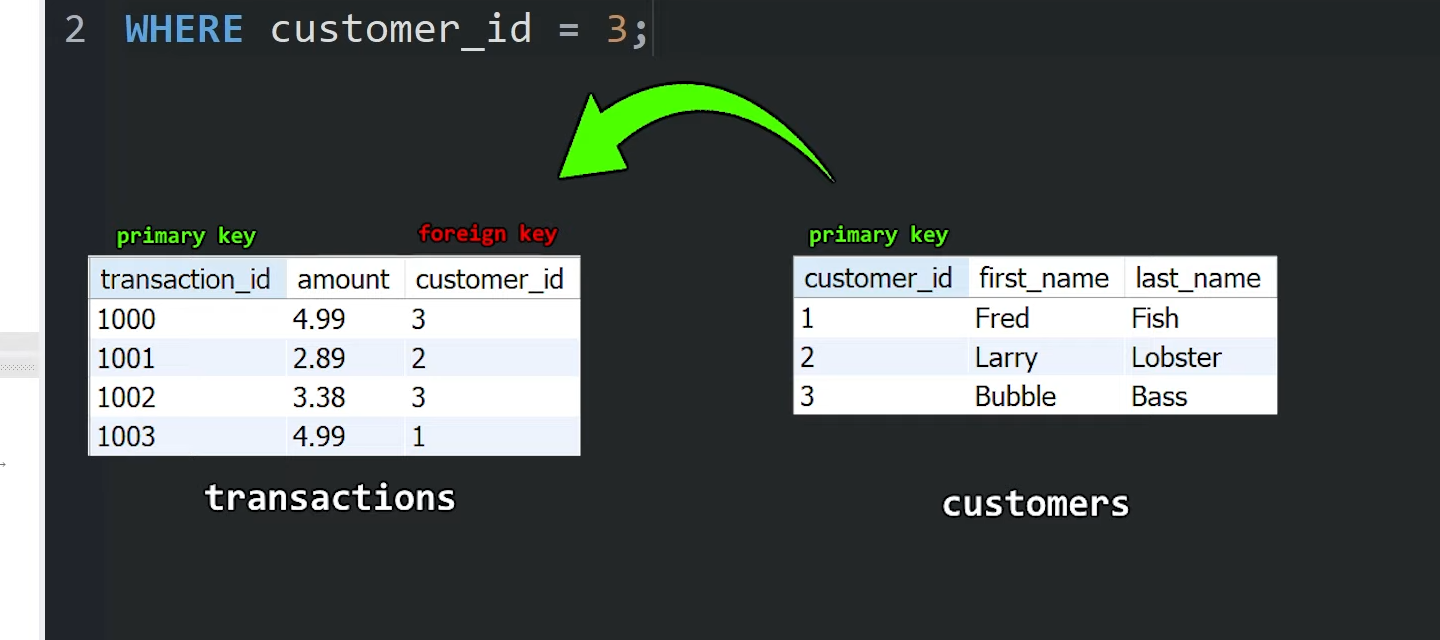 2 WHERE customer_id = 3;
primary key foreign key
transaction_id amount customer_id
1000 4.99 3
1001 2.89 2
1002 3.38 3
1003 4.99 1
transactions
primary key
customer_id first_name last_name
1 Fred Fish
2 Larry Lobster
3 Bubble Bass
customers